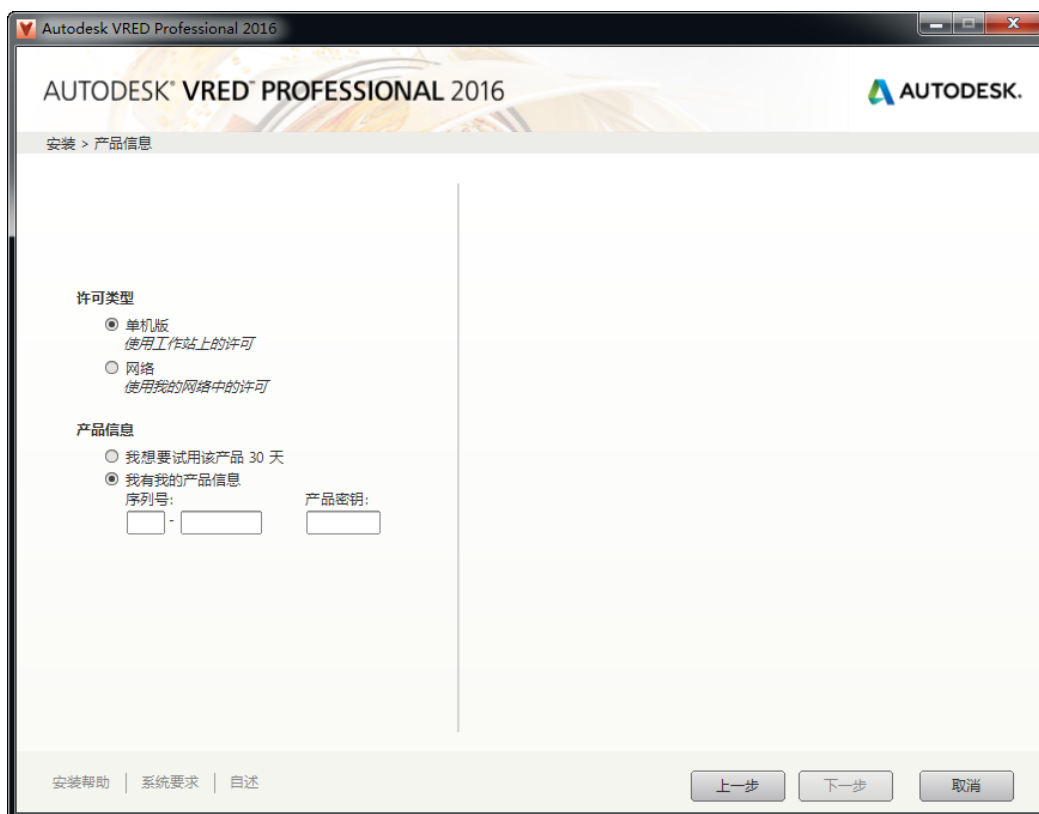 Autodesk VRED Professional 2016
AUTODESK® VRED™ PROFESSIONAL 2016
AUTODESK.
安装 > 产品信息
许可类型
单机版
使用工作站上的许可
网络
使用我的网络中的许可
产品信息
我想要试用该产品 30 天
我有我的产品信息
序列号: 产品密钥:
-
安装帮助 | 系统要求 | 自述
上一步 下一步 取消